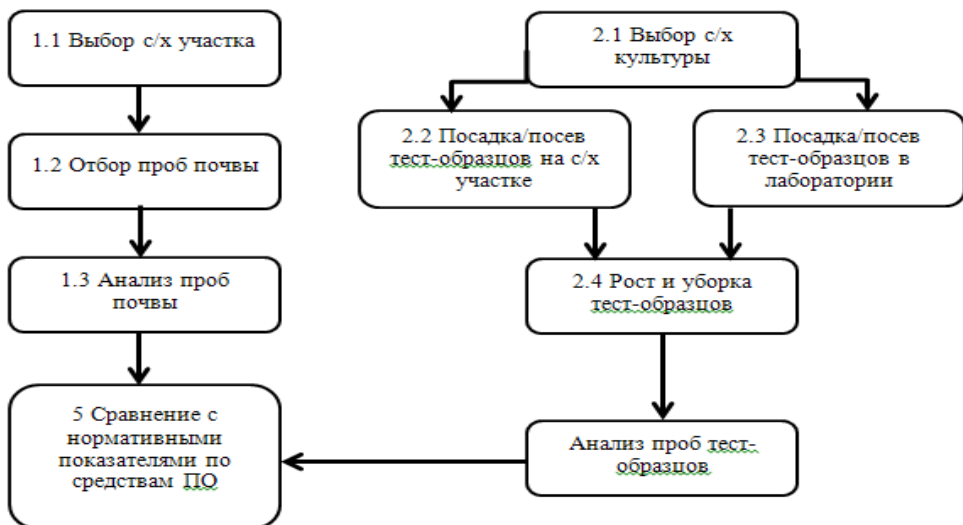 1.1 Выбор с/х участка
1.2 Отбор проб почвы
1.3 Анализ проб
почвы
5 Сравнение с
нормативными
показателями по
средствам ПО
2.1 Выбор с/х
культуры
2.2 Посадка/посев
тест-образцов на с/х
участке
2.3 Посадка/посев
тест-образцов в
лаборатории
2.4 Рост и уборка
тест-образцов
Анализ проб тест-
образцов